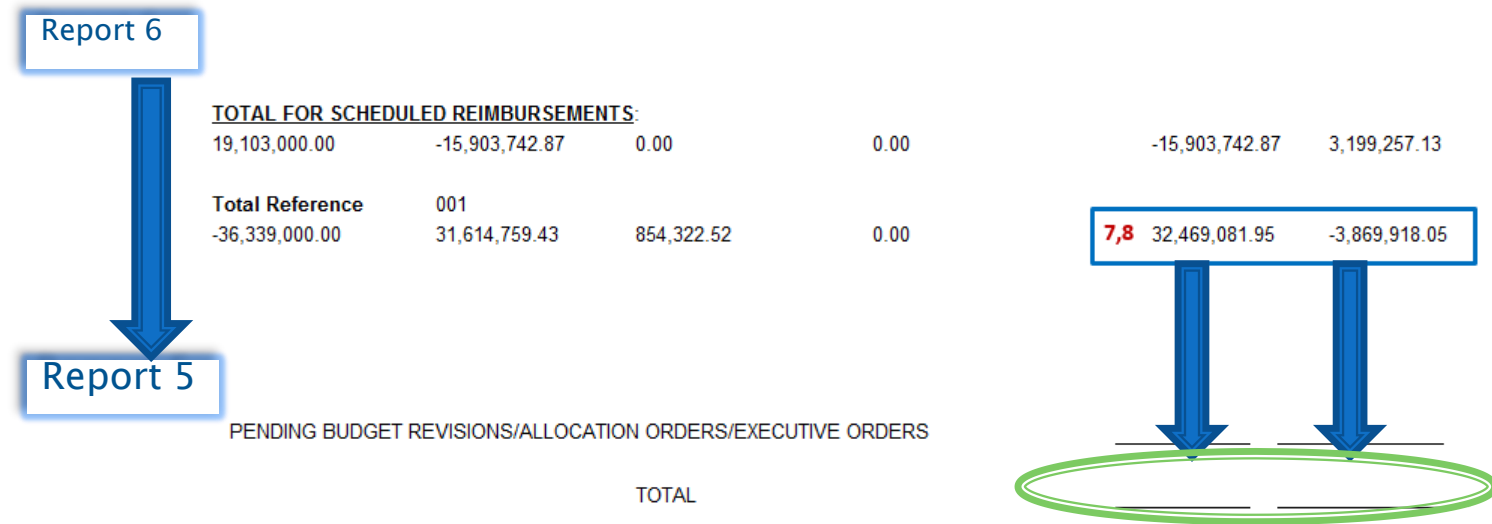 Report 6
TOTAL FOR SCHEDULED REIMBURSEMENTS:
19,103,000.00 -15,903,742.87 0.00 0.00 -15,903,742.87 3,199,257.13
Total Reference 001
-36,339,000.00 31,614,759.43 854,322.52 0.00 7,8 32,469,081.95 -3,869,918.05
Report 5
PENDING BUDGET REVISIONS/ALLOCATION ORDERS/EXECUTIVE ORDERS
TOTAL